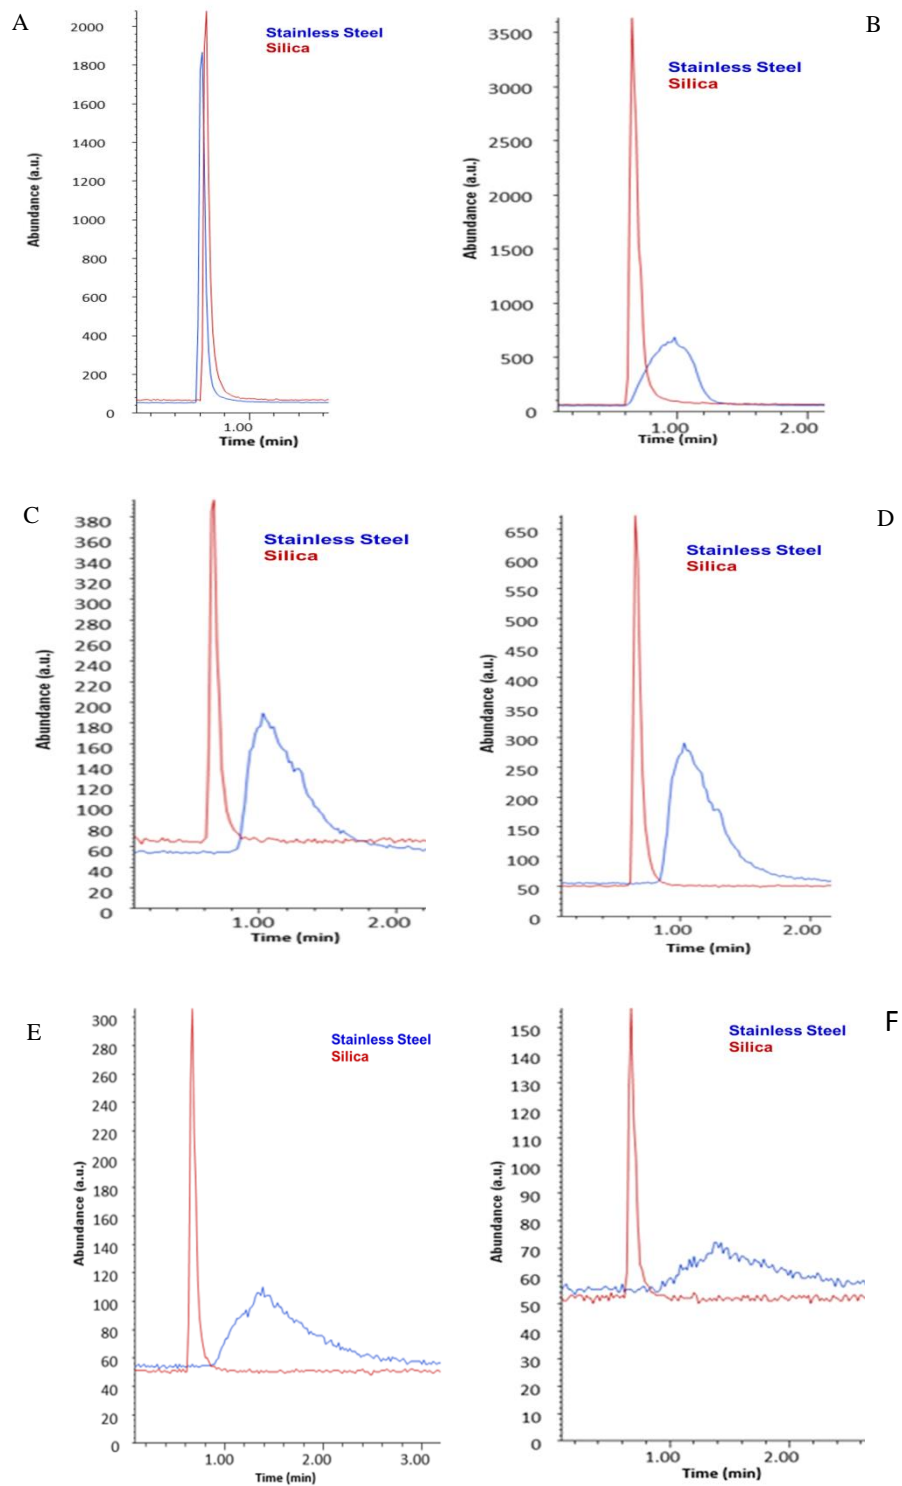 A
Abundance (a.u.)
2000
1800
1600
1400
1200
1000
800
600
400
200
0
Stainless Steel
Silica
1.00
Time (min)
B
Abundance (a.u.)
3500
3000
2500
2000
1500
1000
500
0
Stainless Steel
Silica
1.00 2.00
Time (min)
C
Abundance (a.u.)
380
360
340
320
300
280
260
240
220
200
180
160
140
120
100
80
60
40
20
0
Stainless Steel
Silica
1.00 2.00
Time (min)
D
Abundance (a.u.)
650
600
550
500
450
400
350
300
250
200
150
100
50
0
Stainless Steel
Silica
1.00 2.00
Time (min)
E
Abundance (a.u.)
300
280
260
240
220
200
180
160
140
120
100
80
60
40
20
0
Stainless Steel
Silica
1.00 2.00 3.00
Time (min)
F
Abundance (a.u.)
150
140
130
120
110
100
90
80
70
60
50
40
30
20
10
0
Stainless Steel
Silica
1.00 2.00
Time (min)